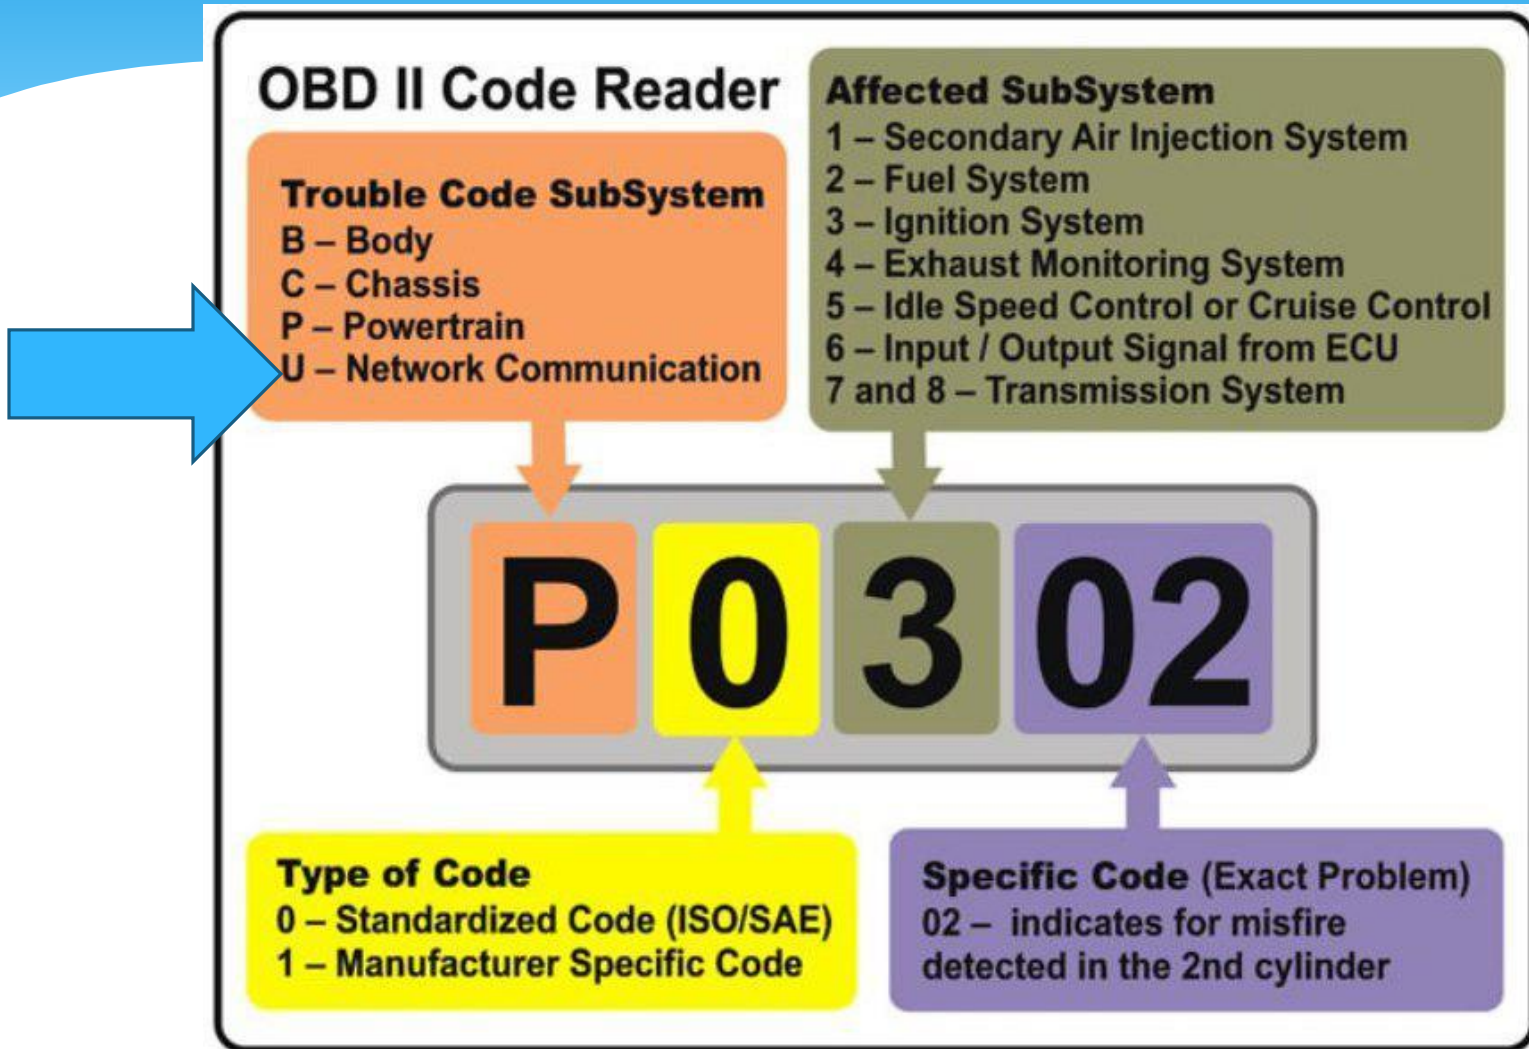 OBD II Code Reader
Trouble Code SubSystem
B – Body
C – Chassis
P – Powertrain
U – Network Communication
Affected SubSystem
1 – Secondary Air Injection System
2 – Fuel System
3 – Ignition System
4 – Exhaust Monitoring System
5 – Idle Speed Control or Cruise Control
6 – Input / Output Signal from ECU
7 and 8 – Transmission System
P 0 3 02
Type of Code
0 – Standardized Code (ISO/SAE)
1 – Manufacturer Specific Code
Specific Code (Exact Problem)
02 – indicates for misfire
detected in the 2nd cylinder